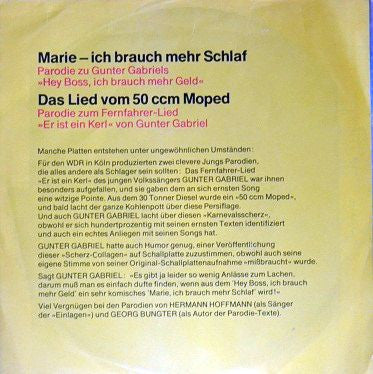 Marie – ich brauch mehr Schlaf
Parodie zu Gunter Gabriels
»Hey Boss, ich brauch mehr Geld«
Das Lied vom 50 ccm Moped
Parodie zum Fernfahrer-Lied
»Er ist ein Kerl« von Gunter Gabriel
Manche Platten entstehen unter ungewöhnlichen Umständen:
Für den WDR in Köln produzierten zwei clevere Jungs Parodien,
die alles andere als Schlager sein sollten: Das Fernfahrer-Lied
»Er ist ein Kerl« des jungen Volkssängers GUNTER GABRIEL war ihnen
besonders aufgefallen, und sie gaben dem an sich ernsten Song
eine witzige Pointe. Aus dem 30 Tonner Diesel wurde ein »50 ccm Moped«,
und bald lacht der ganze Kohlenpott über diese Persiflage.
Und auch GUNTER GABRIEL lacht über diesen »Karnevalsscherz«,
obwohl er sich hundertprozentig mit seinen ernsten Texten identifiziert
und auch ein echtes Anliegen mit seinen Songs hat.
GUNTER GABRIEL hatte auch Humor genug, einer Veröffentlichung
dieser »Scherz-Collagen« auf Schallplatte zuzustimmen, obwohl auch seine
eigene Stimme von seiner Original-Schallplattenaufnahme »mißbraucht« wurde.
Sagt GUNTER GABRIEL: »Es gibt ja leider so wenig Anlässe zum Lachen,
darum muß man es einfach dufte finden, wenn aus dem 'Hey Boss, ich brauch
mehr Geld' ein sehr komisches 'Marie, ich brauch mehr Schlaf' wird!«
Viel Vergnügen bei den Parodien von HERMANN HOFFMANN (als Sänger
der »Einlagen«) und GEORG BUNGTER (als Autor der Parodie-Texte).